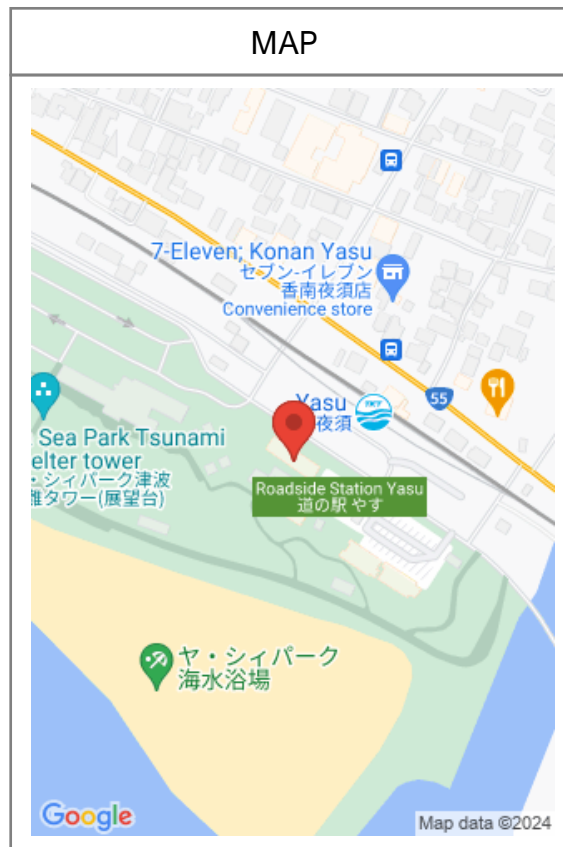 MAP
7-Eleven; Konan Yasu
セブン-イレブン
香南夜須店
Convenience store
55
Yasu
夜須
Sea Park Tsunami
elter tower
・シィパーク津波
難タワー(展望台)
Roadside Station Yasu
道の駅 やす
ヤ・シィパーク
海水浴場
Google
Map data ©2024